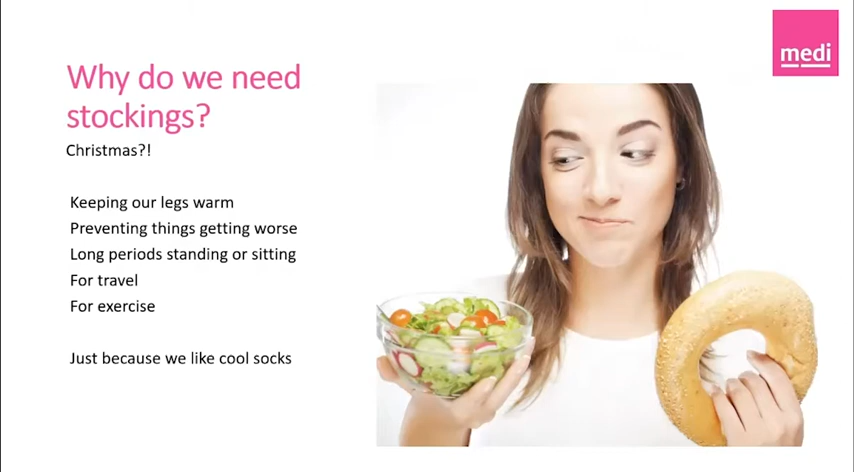 medi
Why do we need
stockings?
Christmas?!
Keeping our legs warm
Preventing things getting worse
Long periods standing or sitting
For travel
For exercise
Just because we like cool socks